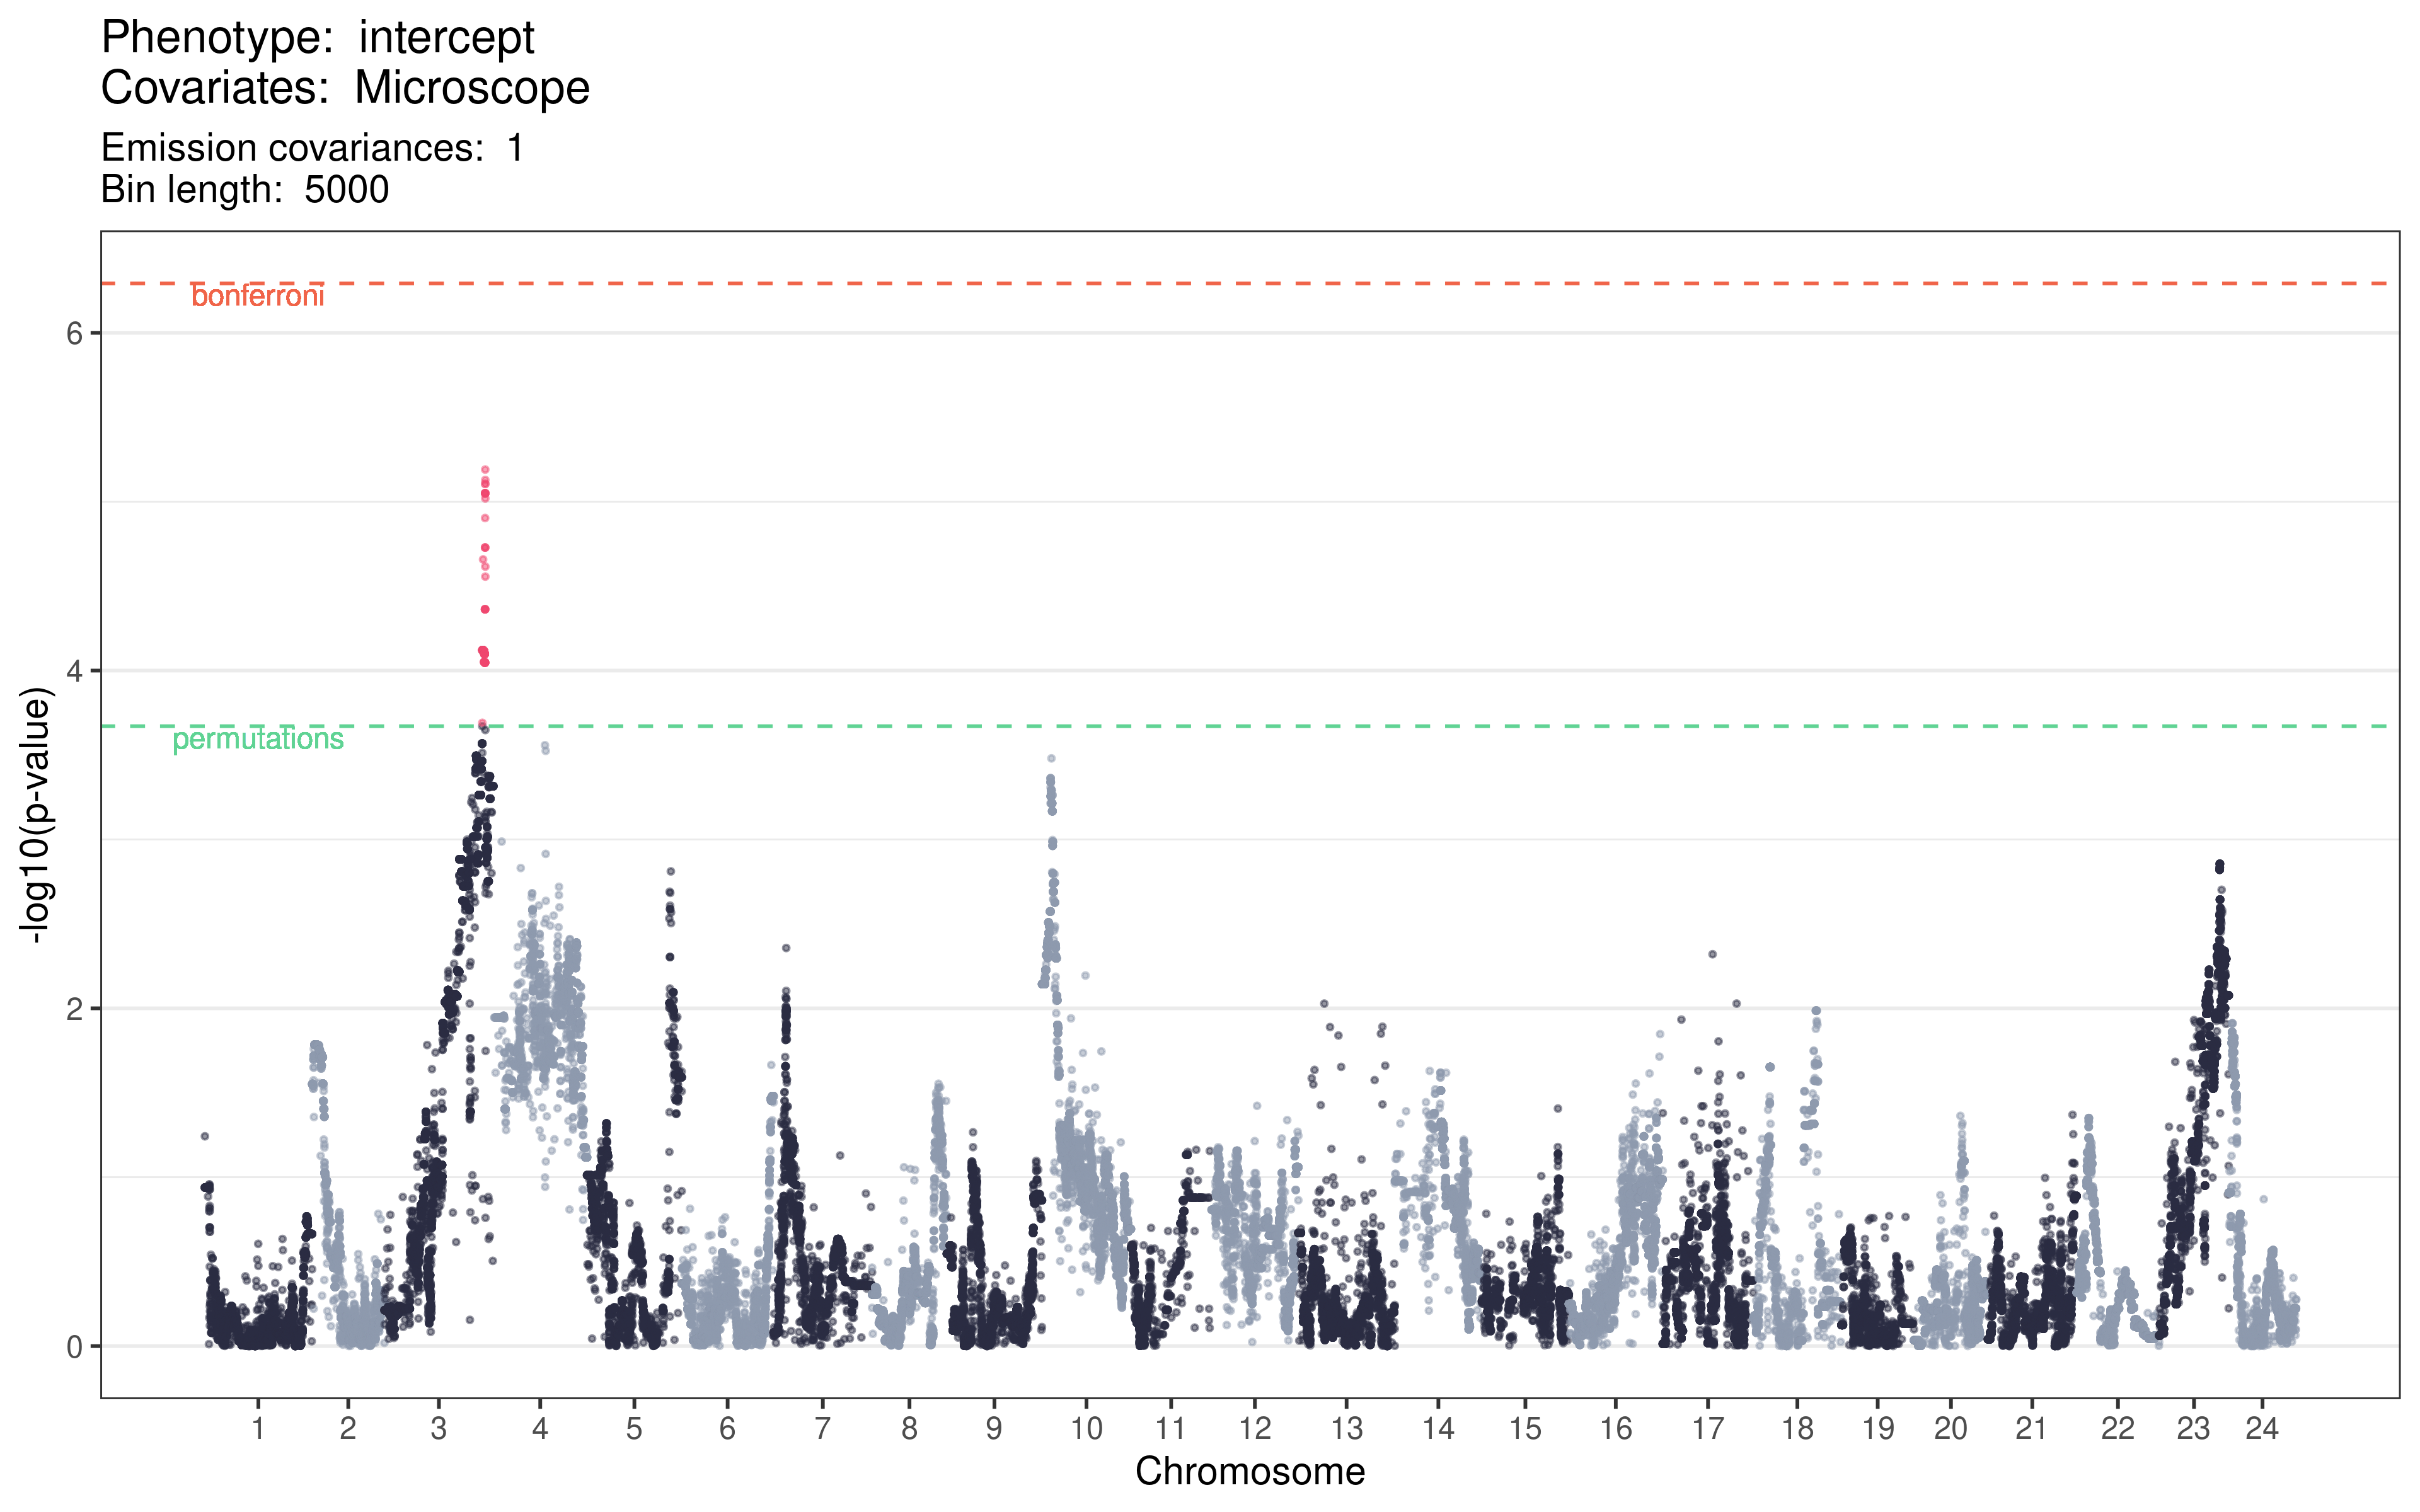 Phenotype: intercept
Covariates: Microscope
Emission covariances: 1
Bin length: 5000
bonferroni
6
4
permutations
2
0
-log10(p-value)
1 2 3 4 5 6 7 8 9 10 11 12 13 14 15 16 17 18 19 20 21 22 23 24
Chromosome